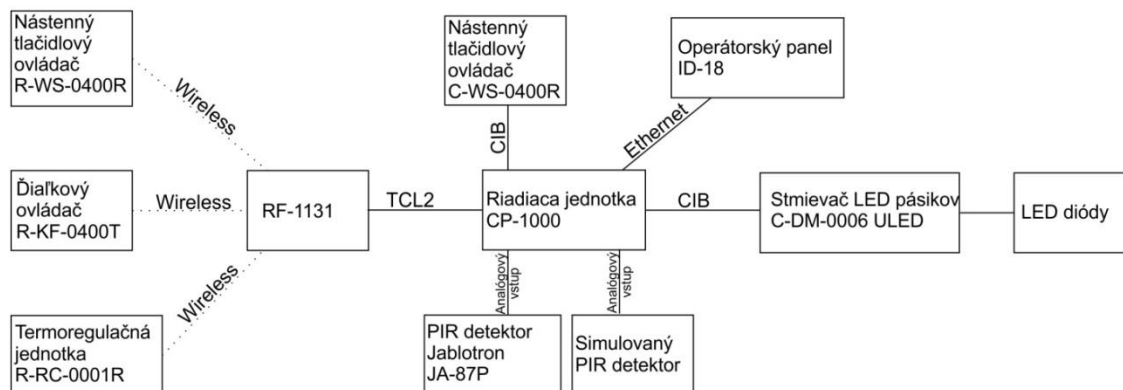 Nástenný
tlačidlový
ovládač
R-WS-0400R
Wireless
Ďiaľkový
ovládač
R-KF-0400T
Wireless
Termoregulačná
jednotka
R-RC-0001R
Wireless
RF-1131
TCL2
Nástenný
tlačidlový
ovládač
C-WS-0400R
CIB
Operátorský panel
ID-18
Ethernet
Riadiaca jednotka
CP-1000
CIB
Stmievač LED pásikov
C-DM-0006 ULED
LED diódy
Analógový
vstup
Analógový
vstup
PIR detektor
Jablotron
JA-87P
Simulovaný
PIR detektor